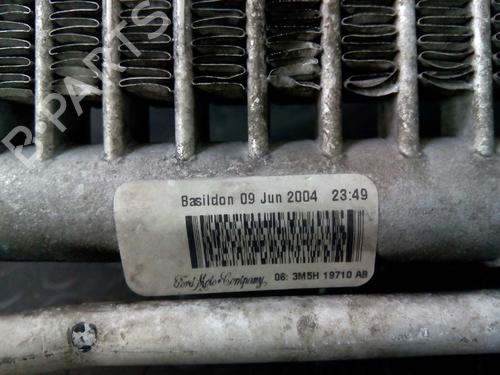 B-PARTS
Basildon 09 Jun 2004 23:49
Ford Motor Company,
06: 3M5H 19710 AB